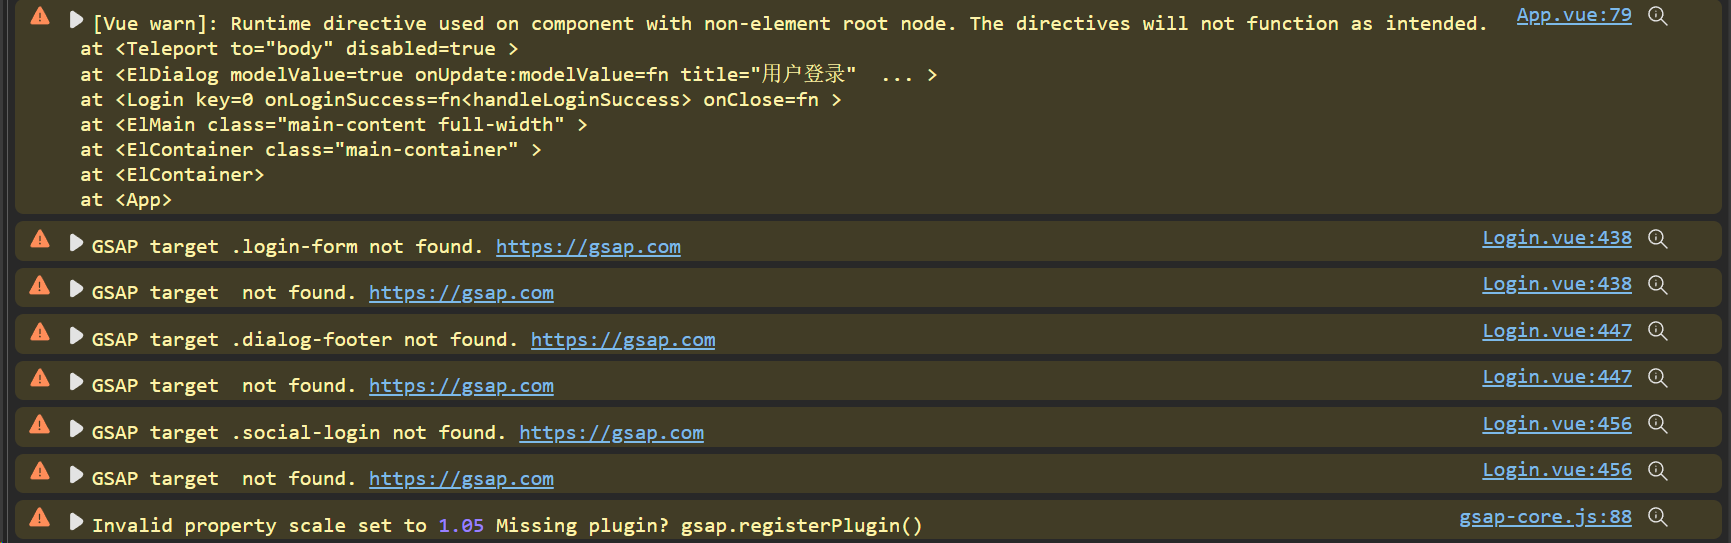 [Vue warn]: Runtime directive used on component with non-element root node. The directives will not function as intended. App.vue:79
at <Teleport to="body" disabled=true >
at <ElDialog modelValue=true onUpdate:modelValue=fn title="用户登录" ... >
at <Login key=0 onLoginSuccess=fn<handleLoginSuccess> onClose=fn >
at <ElMain class="main-content full-width" >
at <ElContainer class="main-container" >
at <ElContainer>
at <App>
GSAP target .login-form not found. https://gsap.com Login.vue:438
GSAP target  not found. https://gsap.com Login.vue:438
GSAP target .dialog-footer not found. https://gsap.com Login.vue:447
GSAP target  not found. https://gsap.com Login.vue:447
GSAP target .social-login not found. https://gsap.com Login.vue:456
GSAP target  not found. https://gsap.com Login.vue:456
Invalid property scale set to 1.05 Missing plugin? gsap.registerPlugin() gsap-core.js:88